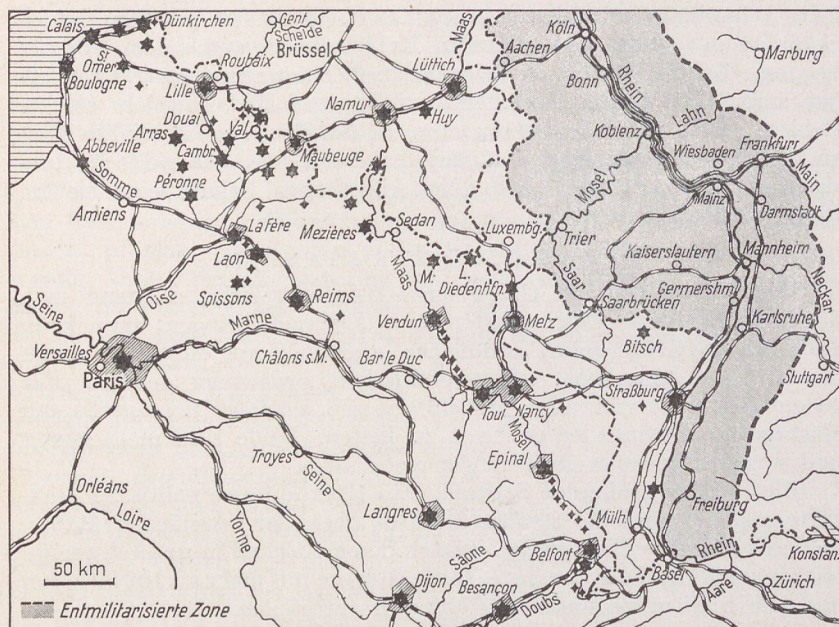 Calais
Dünkirchen
Gent
Schelde
Brüssel
Maas
Aachen
Köln
Marburg
St.
Omer
Boulogne
Roubaix
Lille
Lüttich
Bonn
Rhein
Lahn
Douai
Val.
Namur
Huy
Koblenz
Arras
Cambr.
Maubeuge
Abbeville
Wiesbaden
Frankfurt
Somme
Péronne
Mosel
Mainz
Main
Amiens
Darmstadt
La Fère
Mezières
Sedan
Luxembg.
Trier
Laon
Kaiserslautern
Mannheim
M.
L.
Saar
Oise
Soissons
Maas
Diedenhfn.
Germershm.
Neckar
Seine
Reims
Saarbrücken
Marne
Verdun
Metz
Karlsruhe
Versailles
Bitsch
Paris
Châlons s.M.
Bar le Duc
Straßburg
Stuttgart
Toul
Nancy
Mosel
Troyes
Seine
Epinal
Orléans
Loire
Langres
Freiburg
Yonne
Mülh.
Belfort
Rhein
Konstanz
50 km
Saône
Basel
Dijon
Besançon
Doubs
Aare
Zürich
Entmilitarisierte Zone